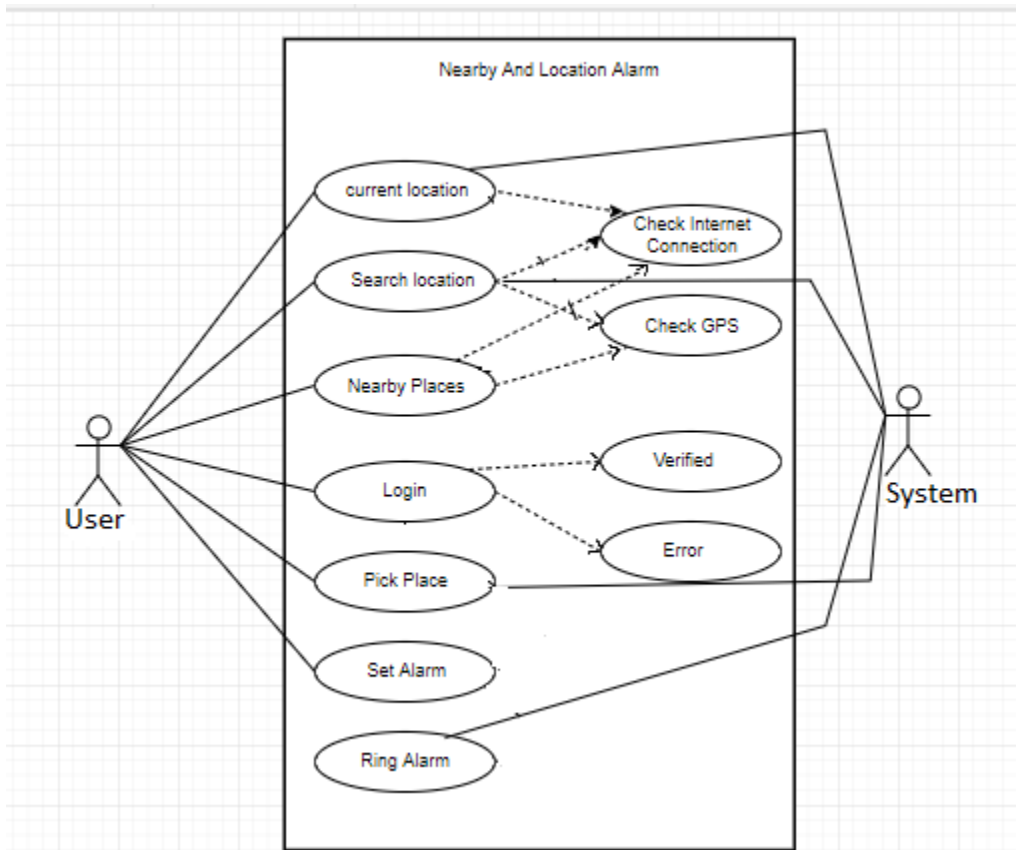 Nearby And Location Alarm
current location
Check Internet
Connection
Search location
Check GPS
Nearby Places
Verified
Login
System
User
Error
Pick Place
Set Alarm
Ring Alarm